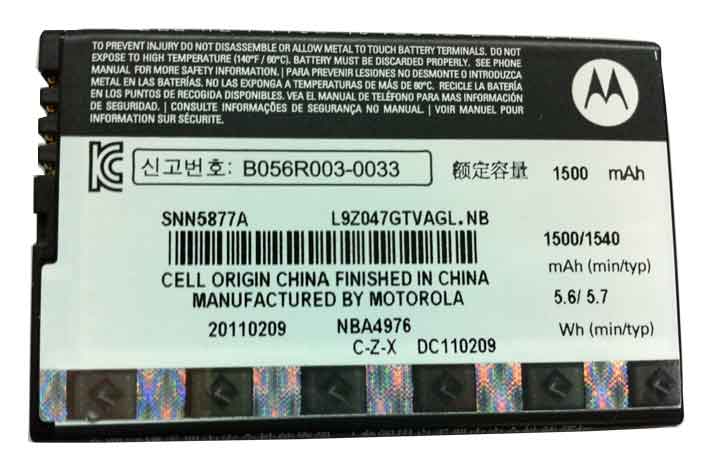 TO PREVENT INJURY DO NOT DISASSEMBLE OR ALLOW METAL TO TOUCH BATTERY TERMINALS. DO NOT
EXPOSE TO HIGH TEMPERATURE (140°F / 60°C). BATTERY MUST BE DISCARDED PROPERLY. SEE PHONE
MANUAL FOR MORE SAFETY INFORMATION. | PARA PREVENIR LESIONES NO DESMONTE O INTRODUZCA
METAL EN LAS BATERÍAS. NO LAS EXPONGA A TEMPERATURAS DE MÁS DE 60°C. RECICLE LA BATERÍA
EN LOS PUNTOS DE RECOGIDA DISPONIBLES. VEA EL MANUAL DE TELÉFONO PARA MAS INFORMACIÓN
DE SEGURIDAD. | CONSULTE INFORMAÇÕES DE SEGURANÇA NO MANUAL | VOIR MANUEL POUR
INFORMATION SUR SÉCURITE.
신고번호: B056R003-0033 额定容量 1500 mAh
SNN5877A L9Z047GTVAGL.NB
1500/1540
mAh (min/typ)
CELL ORIGIN CHINA FINISHED IN CHINA
MANUFACTURED BY MOTOROLA
5.6/ 5.7
Wh (min/typ)
20110209 NBA4976
C-Z-X DC110209